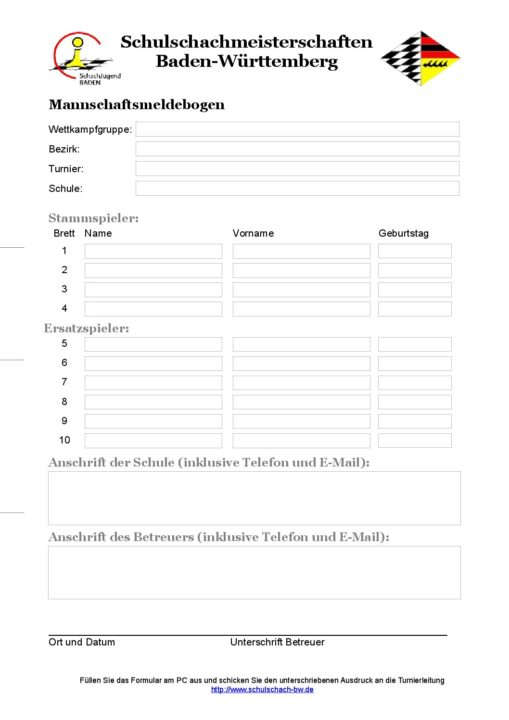 Schulschachmeisterschaften
Baden-Württemberg
Schachjugend
BADEN
Mannschaftsmeldebogen
Wettkampfgruppe:
Bezirk:
Turnier:
Schule:
Stammspieler:
Brett Name Vorname Geburtstag
1
2
3
4
Ersatzspieler:
5
6
7
8
9
10
Anschrift der Schule (inklusive Telefon und E-Mail):
Anschrift des Betreuers (inklusive Telefon und E-Mail):
Ort und Datum Unterschrift Betreuer
Füllen Sie das Formular am PC aus und schicken Sie den unterschriebenen Ausdruck an die Turnierleitung
http://www.schulschach-bw.de